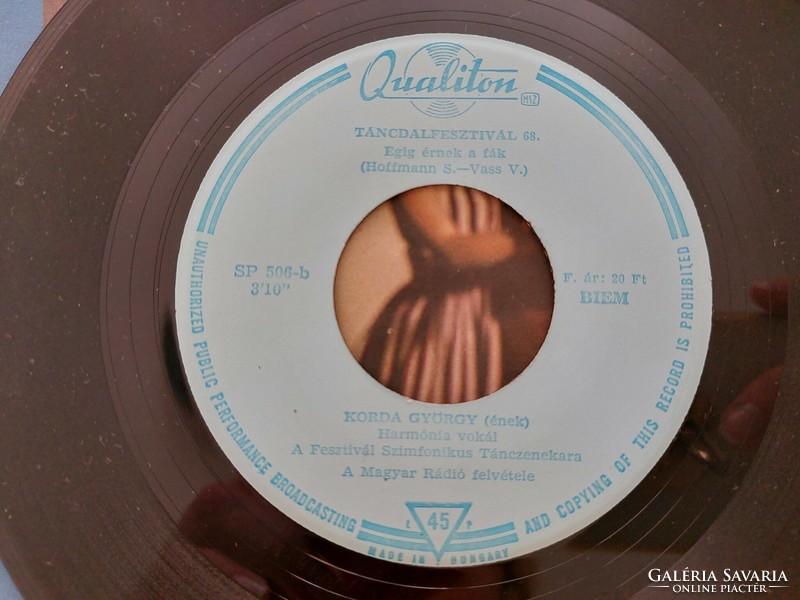 Qualiton
MSZ
TÁNCDALFESZTIVÁL 68.
Egig érnek a fák
(Hoffmann S.—Vass V.)
SP 506-b
3'10"
F. ár: 20 Ft
BIEM
KORDA GYÖRGY (ének)
Harmónia vokál
A Fesztivál Szimfonikus Tánczenekara
A Magyar Rádió felvétele
L 45 P
MADE IN HUNGARY
UNAUTHORIZED PUBLIC PERFORMANCE BROADCASTING AND COPYING OF THIS RECORD IS PROHIBITED
GALÉRIA SAVARIA
ONLINE PIACTÉR